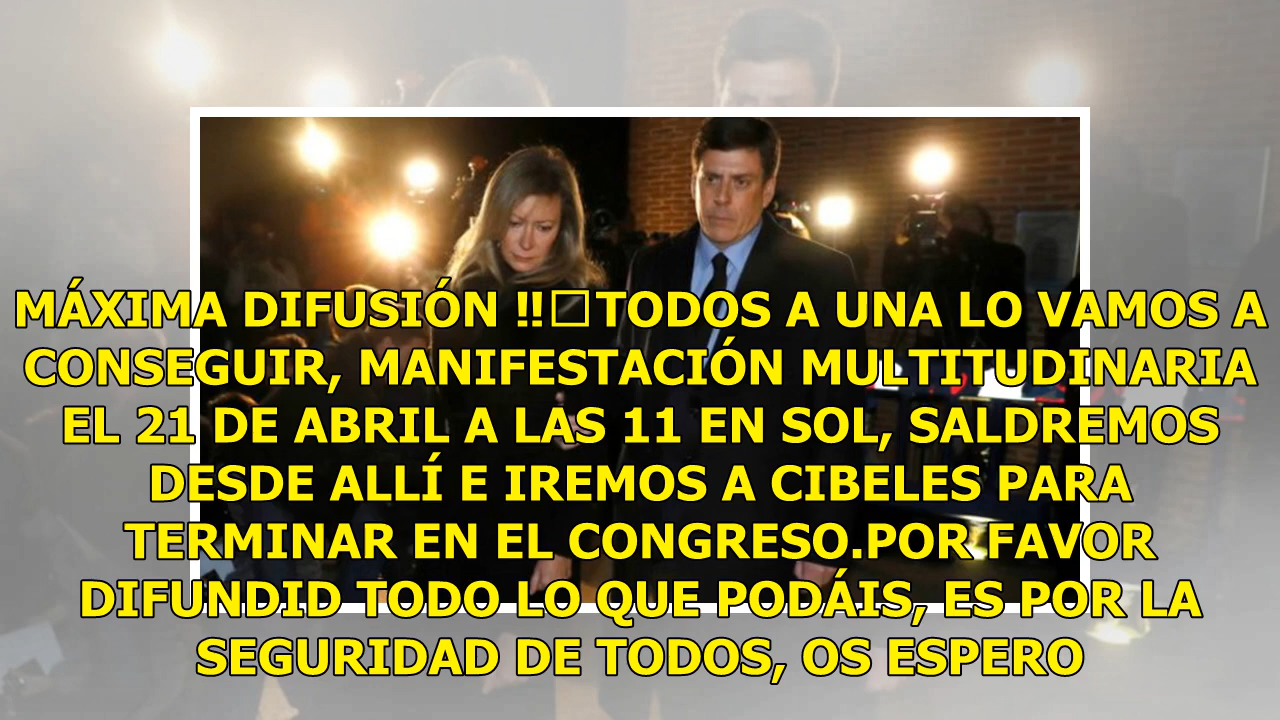 MÁXIMA DIFUSIÓN !!□TODOS A UNA LO VAMOS A
CONSEGUIR, MANIFESTACIÓN MULTITUDINARIA
EL 21 DE ABRIL A LAS 11 EN SOL, SALDREMOS
DESDE ALLÍ E IREMOS A CIBELES PARA
TERMINAR EN EL CONGRESO.POR FAVOR
DIFUNDID TODO LO QUE PODÁIS, ES POR LA
SEGURIDAD DE TODOS, OS ESPERO